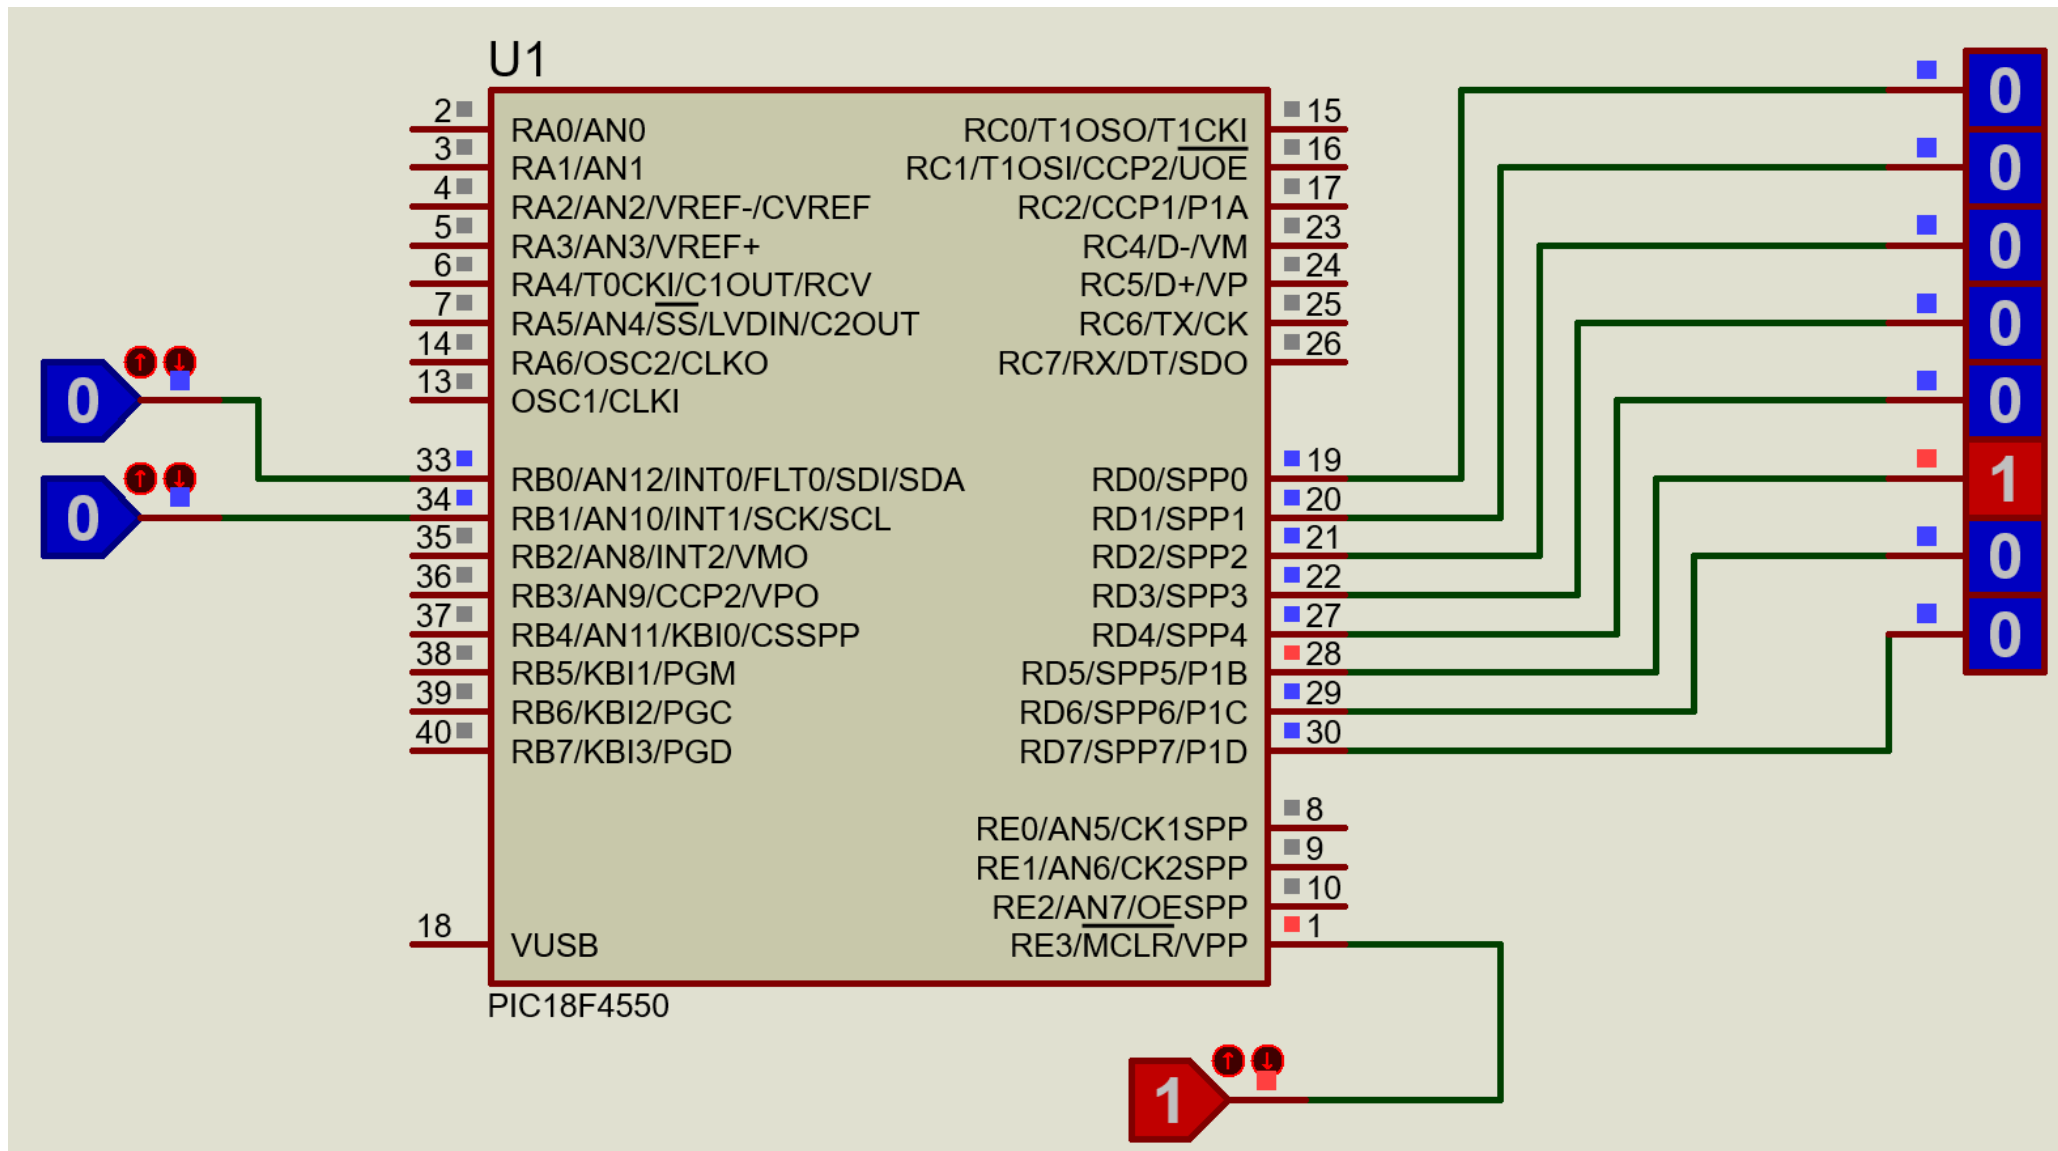 U1
2 RA0/AN0
3 RA1/AN1
4 RA2/AN2/VREF-/CVREF
5 RA3/AN3/VREF+
6 RA4/T0CKI/C1OUT/RCV
7 RA5/AN4/SS/LVDIN/C2OUT
14 RA6/OSC2/CLKO
13 OSC1/CLKI
33 RB0/AN12/INT0/FLT0/SDI/SDA
34 RB1/AN10/INT1/SCK/SCL
35 RB2/AN8/INT2/VMO
36 RB3/AN9/CCP2/VPO
37 RB4/AN11/KBI0/CSSPP
38 RB5/KBI1/PGM
39 RB6/KBI2/PGC
40 RB7/KBI3/PGD
18 VUSB
RC0/T1OSO/T1CKI 15
RC1/T1OSI/CCP2/UOE 16
RC2/CCP1/P1A 17
RC4/D-/VM 23
RC5/D+/VP 24
RC6/TX/CK 25
RC7/RX/DT/SDO 26
RD0/SPP0 19
RD1/SPP1 20
RD2/SPP2 21
RD3/SPP3 22
RD4/SPP4 27
RD5/SPP5/P1B 28
RD6/SPP6/P1C 29
RD7/SPP7/P1D 30
RE0/AN5/CK1SPP 8
RE1/AN6/CK2SPP 9
RE2/AN7/OESPP 10
RE3/MCLR/VPP 1
PIC18F4550
0
0
1
0
0
0
0
0
1
0
0